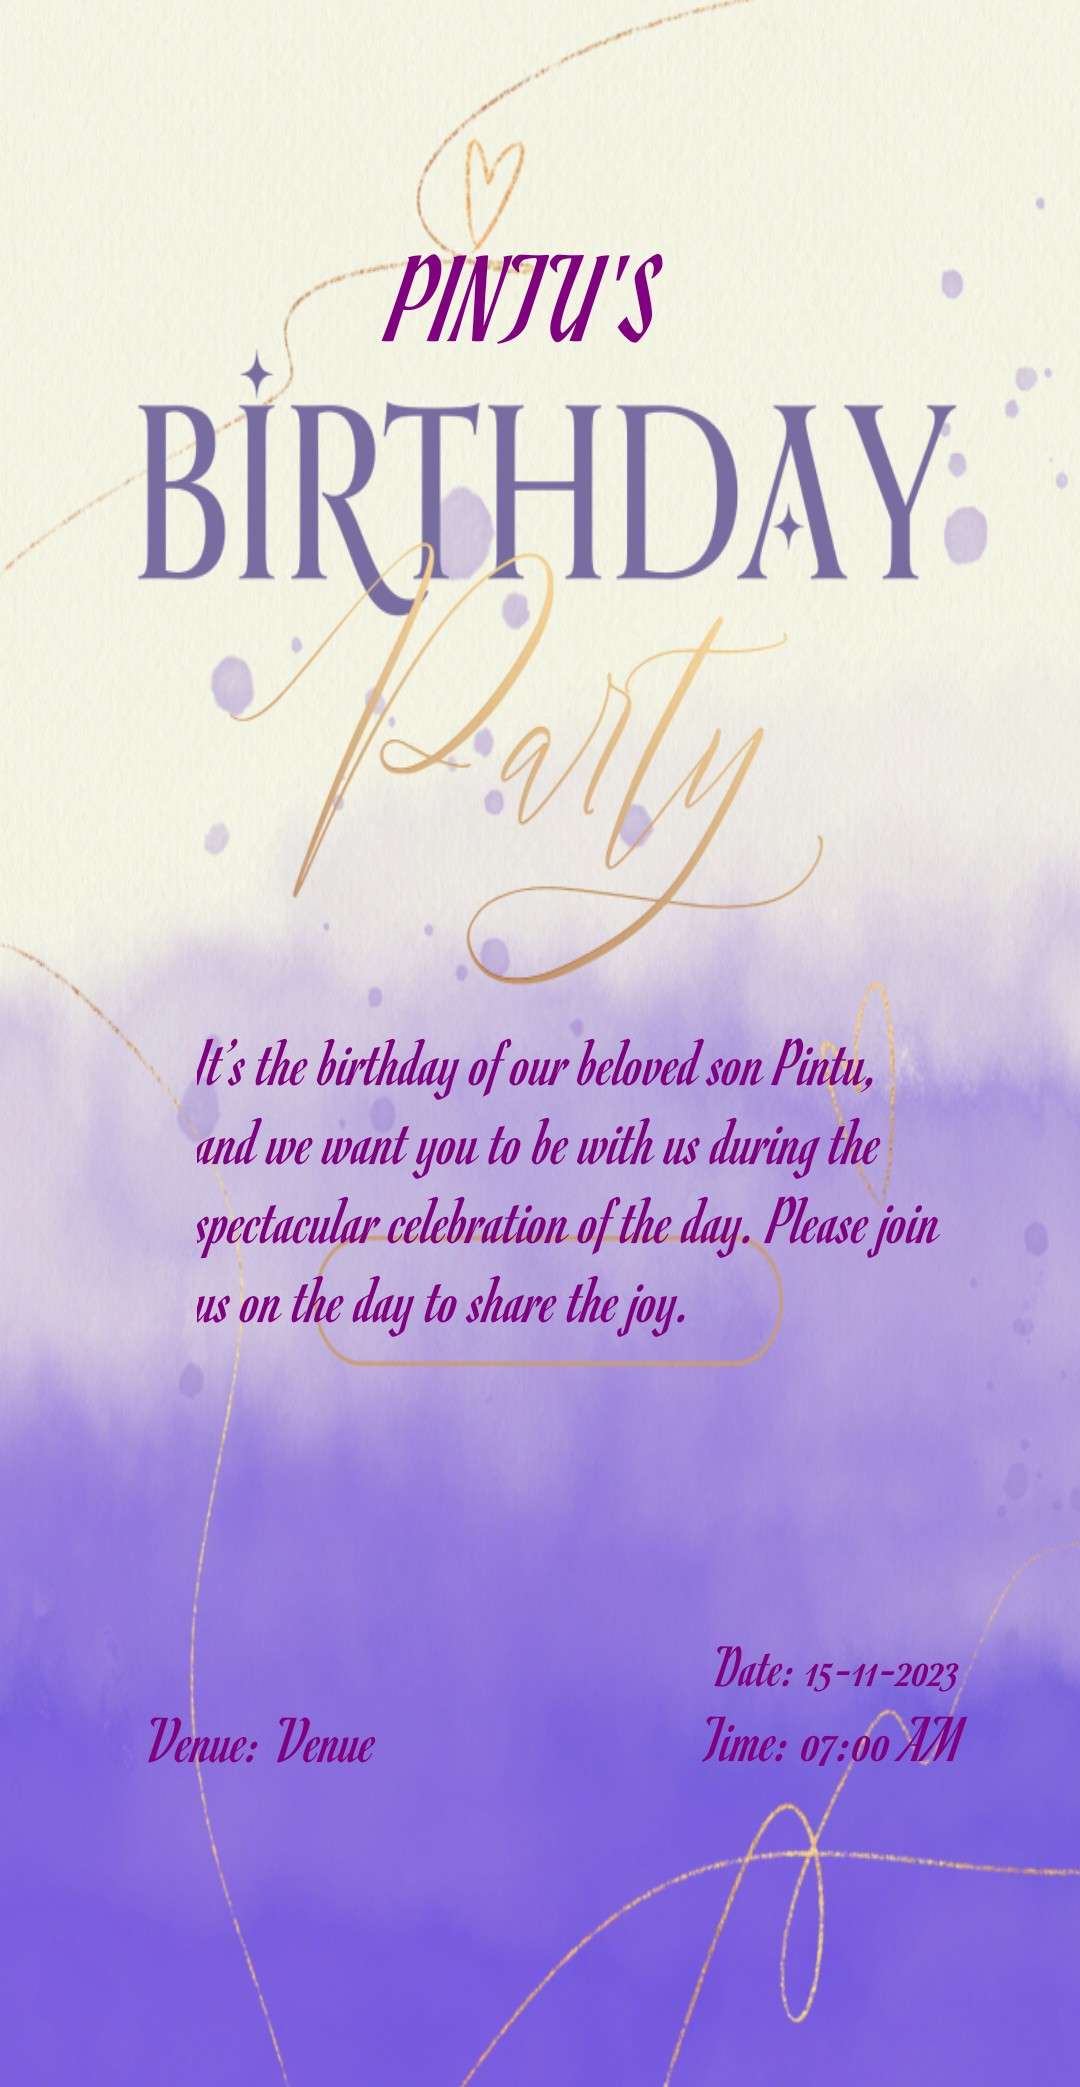 PINTU'S
BIRTHDAY
Party
It’s the birthday of our beloved son Pintu,
and we want you to be with us during the
spectacular celebration of the day. Please join
us on the day to share the joy.
Date: 15-11-2023
Venue: Venue
Time: 07:00 AM